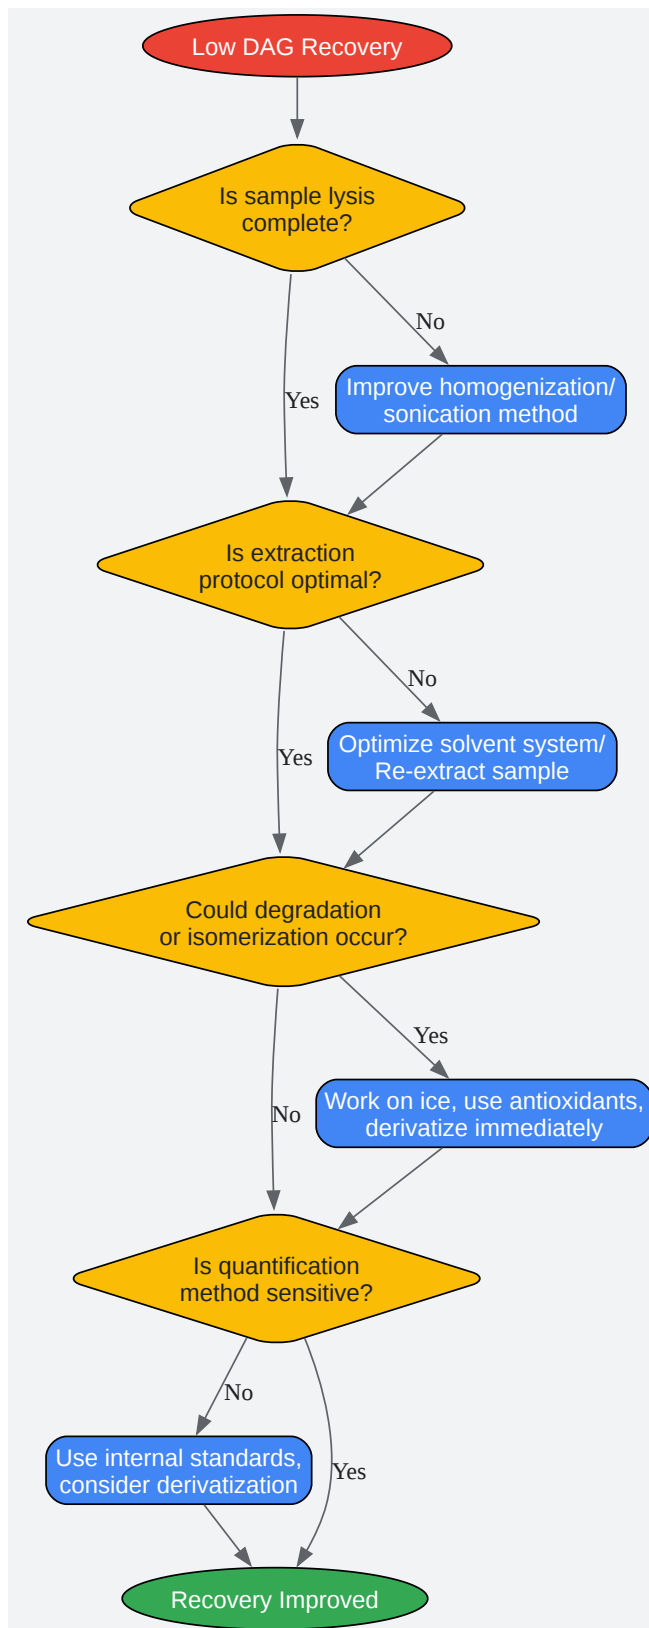 Low DAG Recovery
Is sample lysis
complete?
No
Yes
Improve homogenization/
sonication method
Is extraction
protocol optimal?
No
Yes
Optimize solvent system/
Re-extract sample
Could degradation
or isomerization occur?
Yes
No
Work on ice, use antioxidants,
derivatize immediately
Is quantification
method sensitive?
No
Yes
Use internal standards,
consider derivatization
Recovery Improved